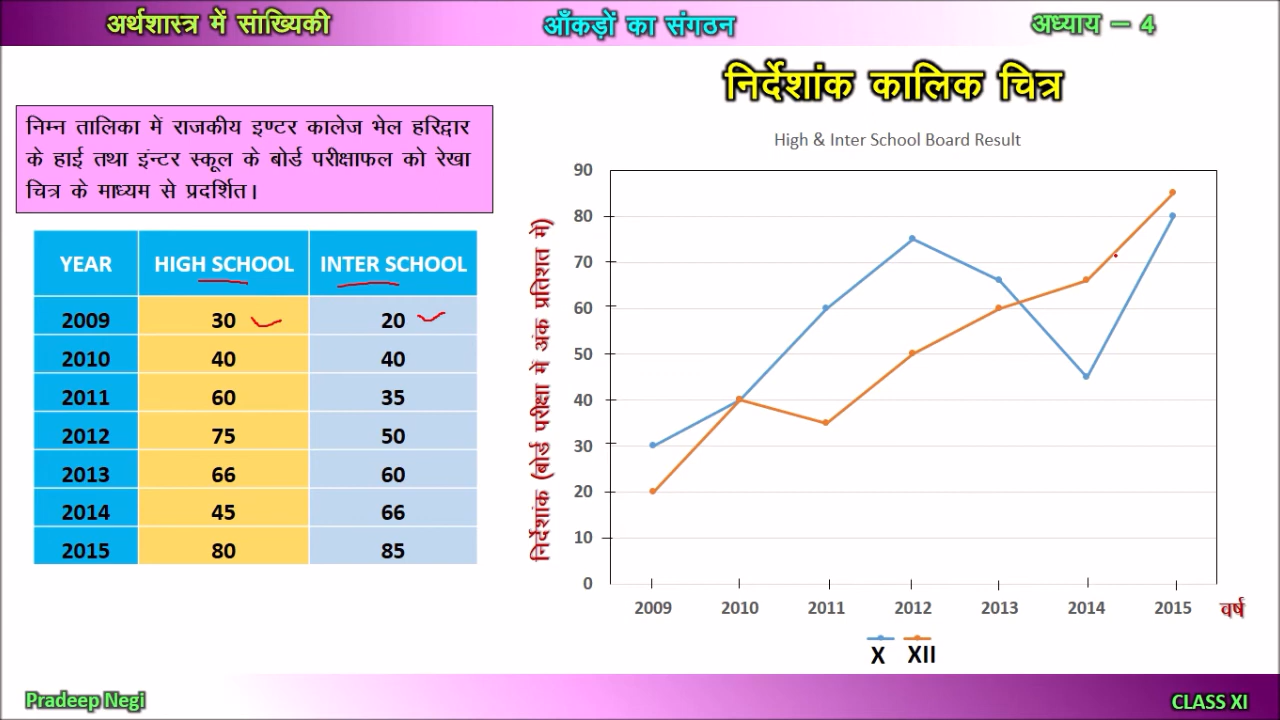 अर्थशास्त्र में सांख्यिकी
आँकड़ों का संगठन
अध्याय – 4
निर्देशांक कालिक चित्र
निम्न तालिका में राजकीय इण्टर कालेज भेल हरिद्वार
के हाई तथा इंन्टर स्कूल के बोर्ड परीक्षाफल को रेखा
चित्र के माध्यम से प्रदर्शित।
YEAR HIGH SCHOOL INTER SCHOOL
2009 30 20
2010 40 40
2011 60 35
2012 75 50
2013 66 60
2014 45 66
2015 80 85
High & Inter School Board Result
निर्देशांक (बोर्ड परीक्षा में अंक प्रतिशत में)
90
80
70
60
50
40
30
20
10
0
2009 2010 2011 2012 2013 2014 2015 वर्ष
X XII
Pradeep Negi
CLASS XI